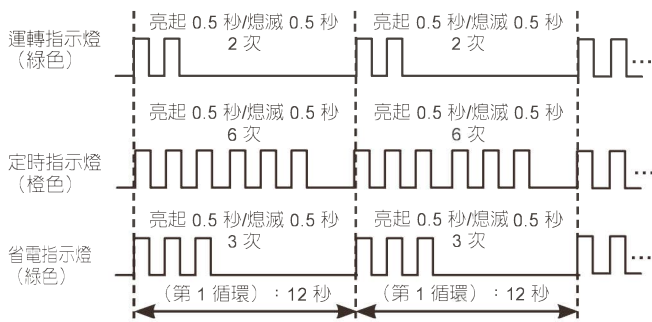 運轉指示燈
（綠色）
亮起 0.5 秒/熄滅 0.5 秒
2 次
亮起 0.5 秒/熄滅 0.5 秒
2 次
...
定時指示燈
（橙色）
亮起 0.5 秒/熄滅 0.5 秒
6 次
亮起 0.5 秒/熄滅 0.5 秒
6 次
...
省電指示燈
（綠色）
亮起 0.5 秒/熄滅 0.5 秒
3 次
亮起 0.5 秒/熄滅 0.5 秒
3 次
...
（第 1 循環）：12 秒
（第 1 循環）：12 秒